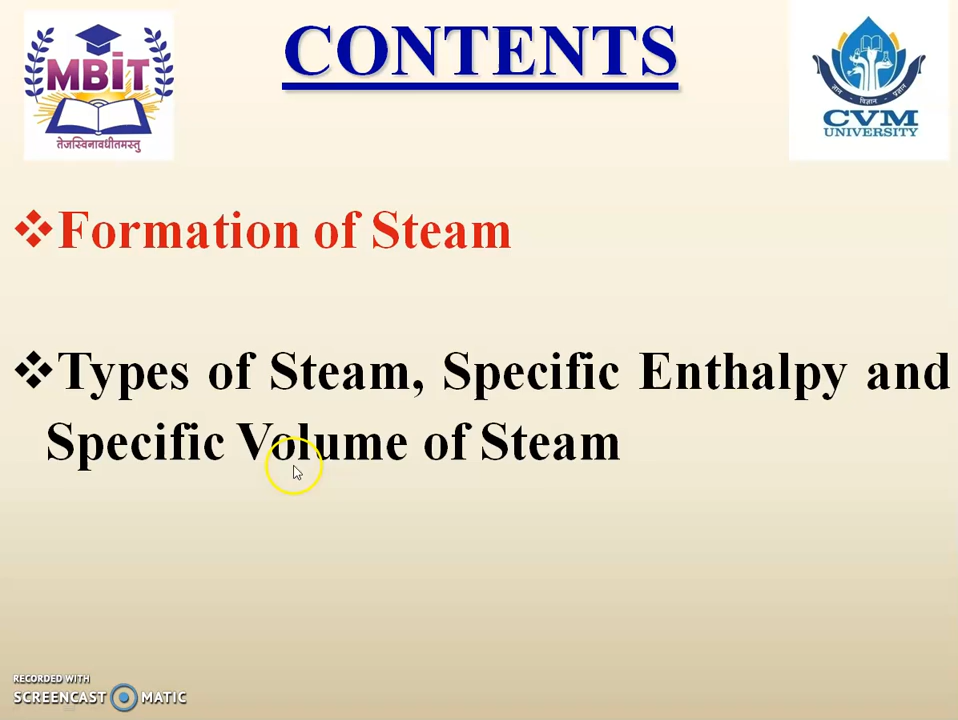 CONTENTS
MBIT
तेजस्विनावधीतमस्तु
ज्ञान विज्ञान प्रज्ञान
CVM
UNIVERSITY
❖Formation of Steam
❖Types of Steam, Specific Enthalpy and
Specific Volume of Steam
RECORDED WITH
SCREENCAST MATIC